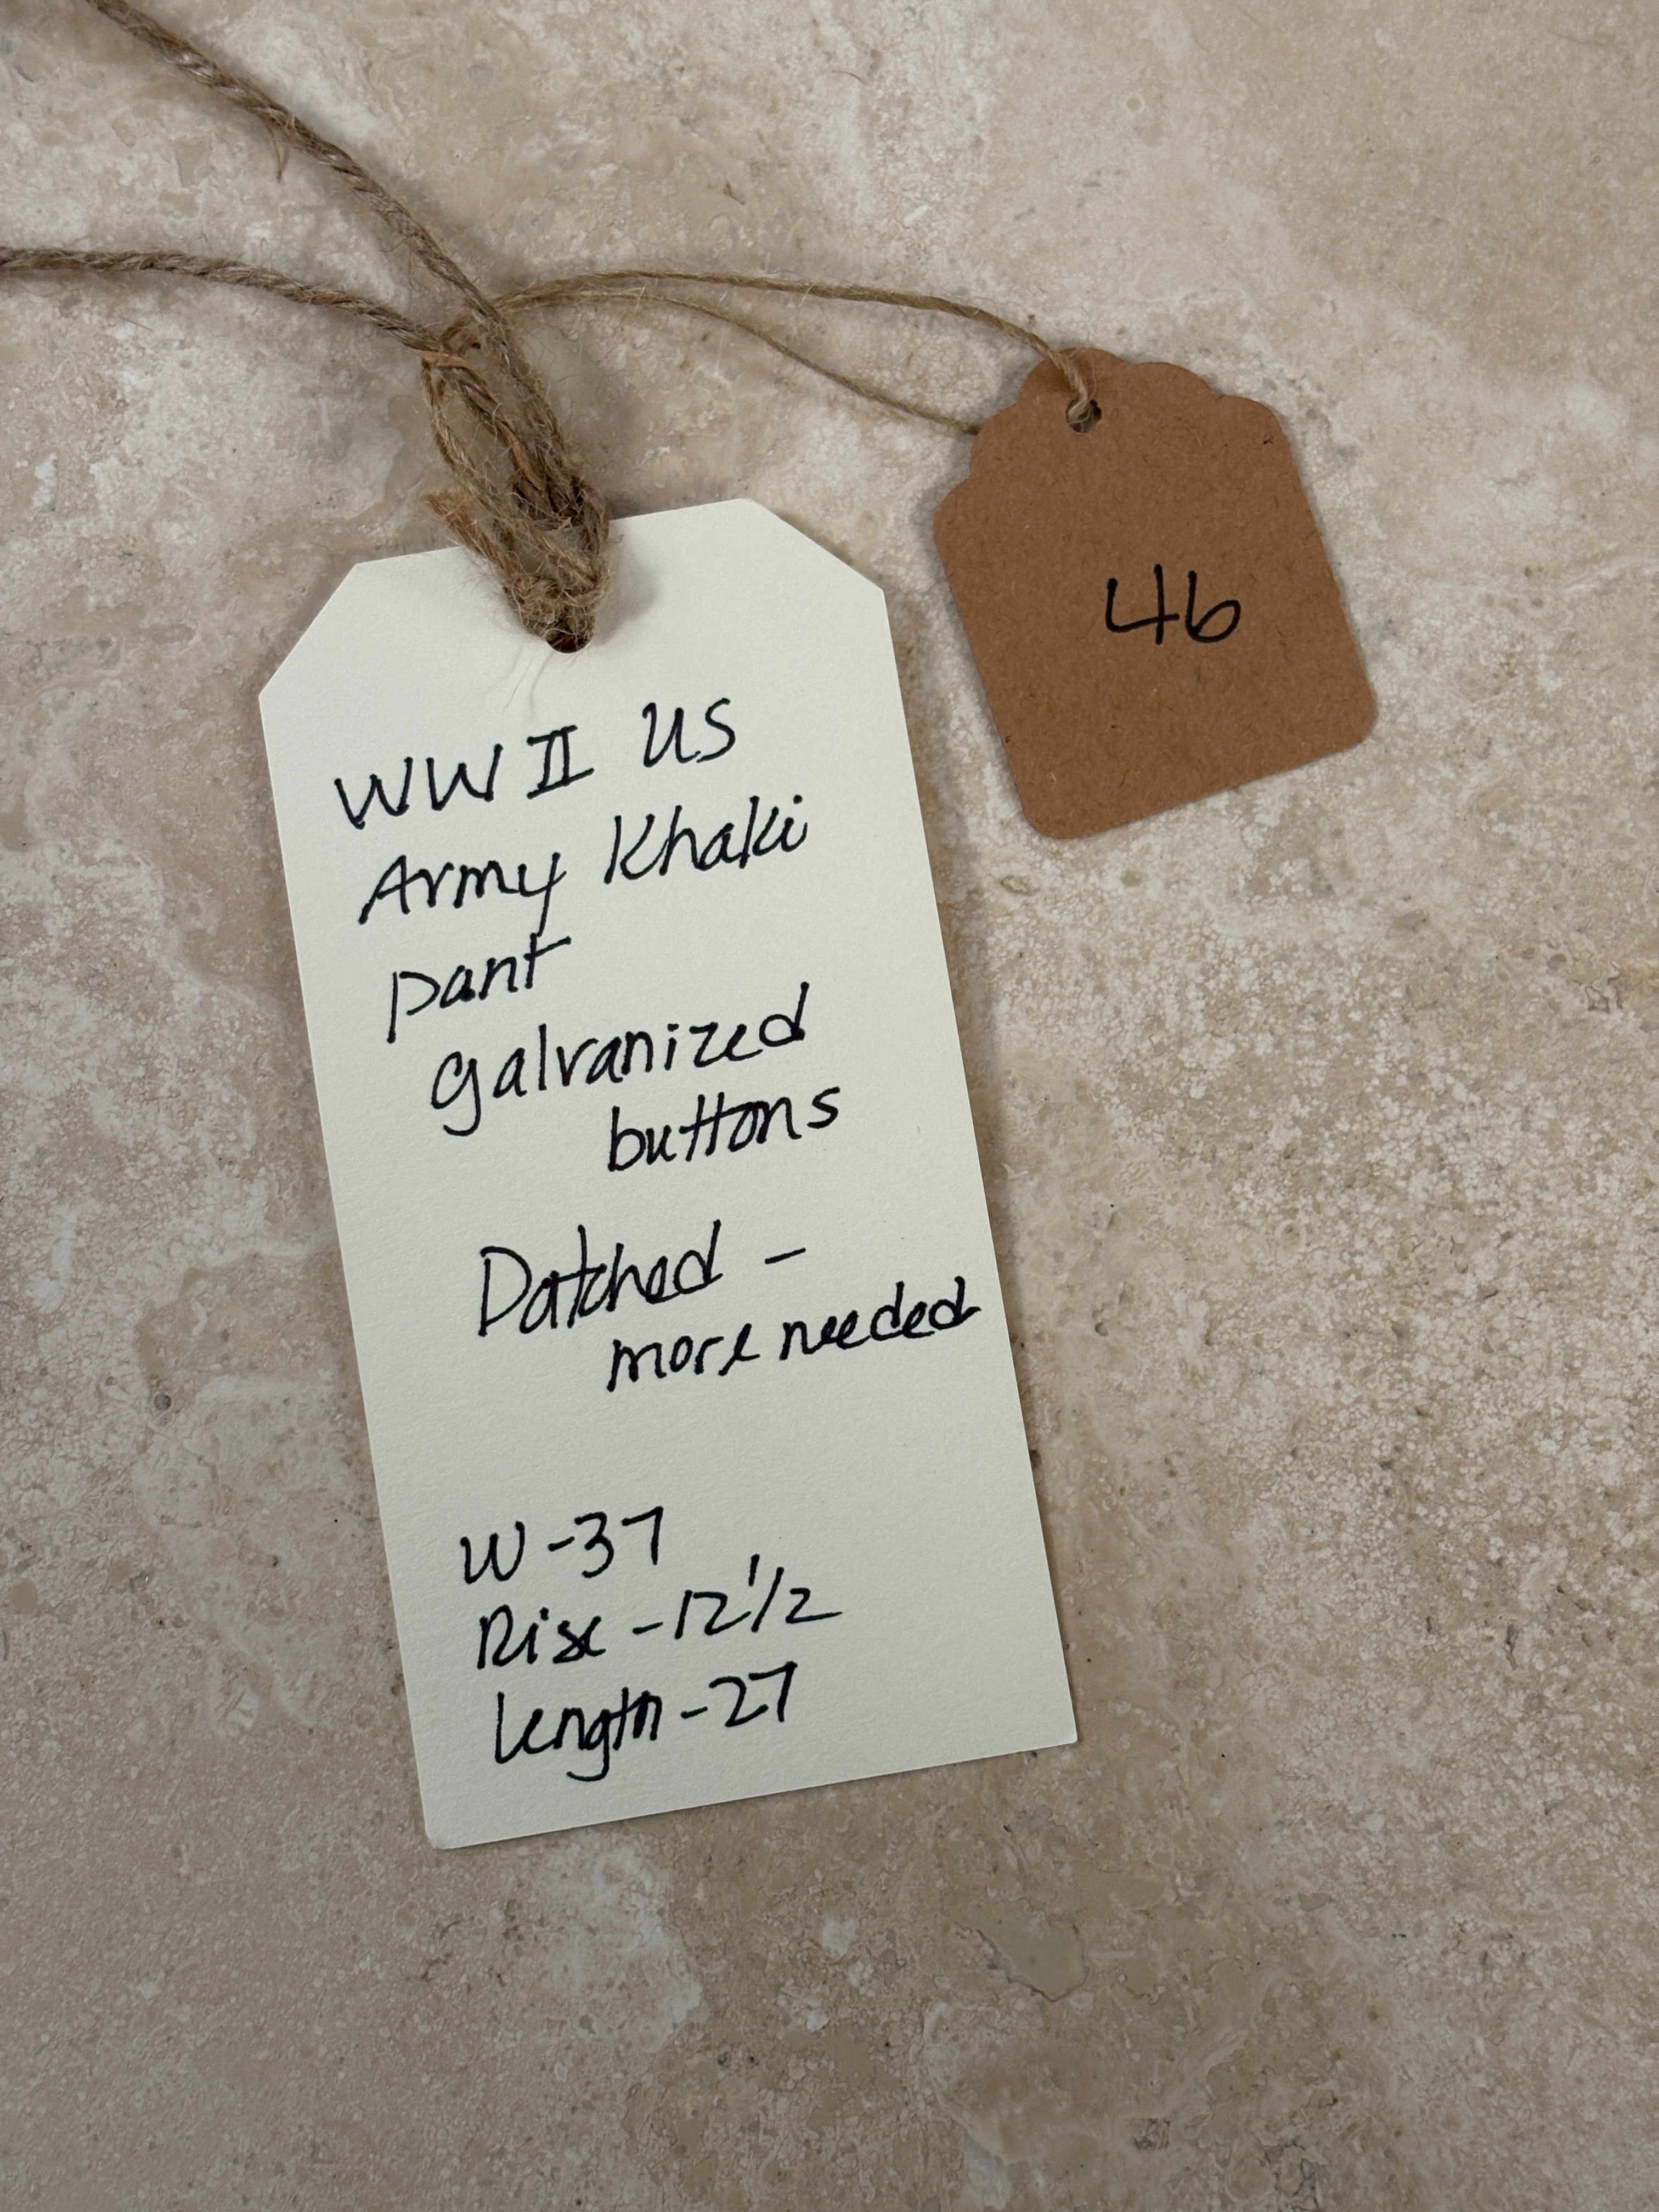 WW II US
Army Khaki
pant
galvanized
buttons
Patched -
more needed
W - 37
Rise - 12 1/2
Length - 27
46